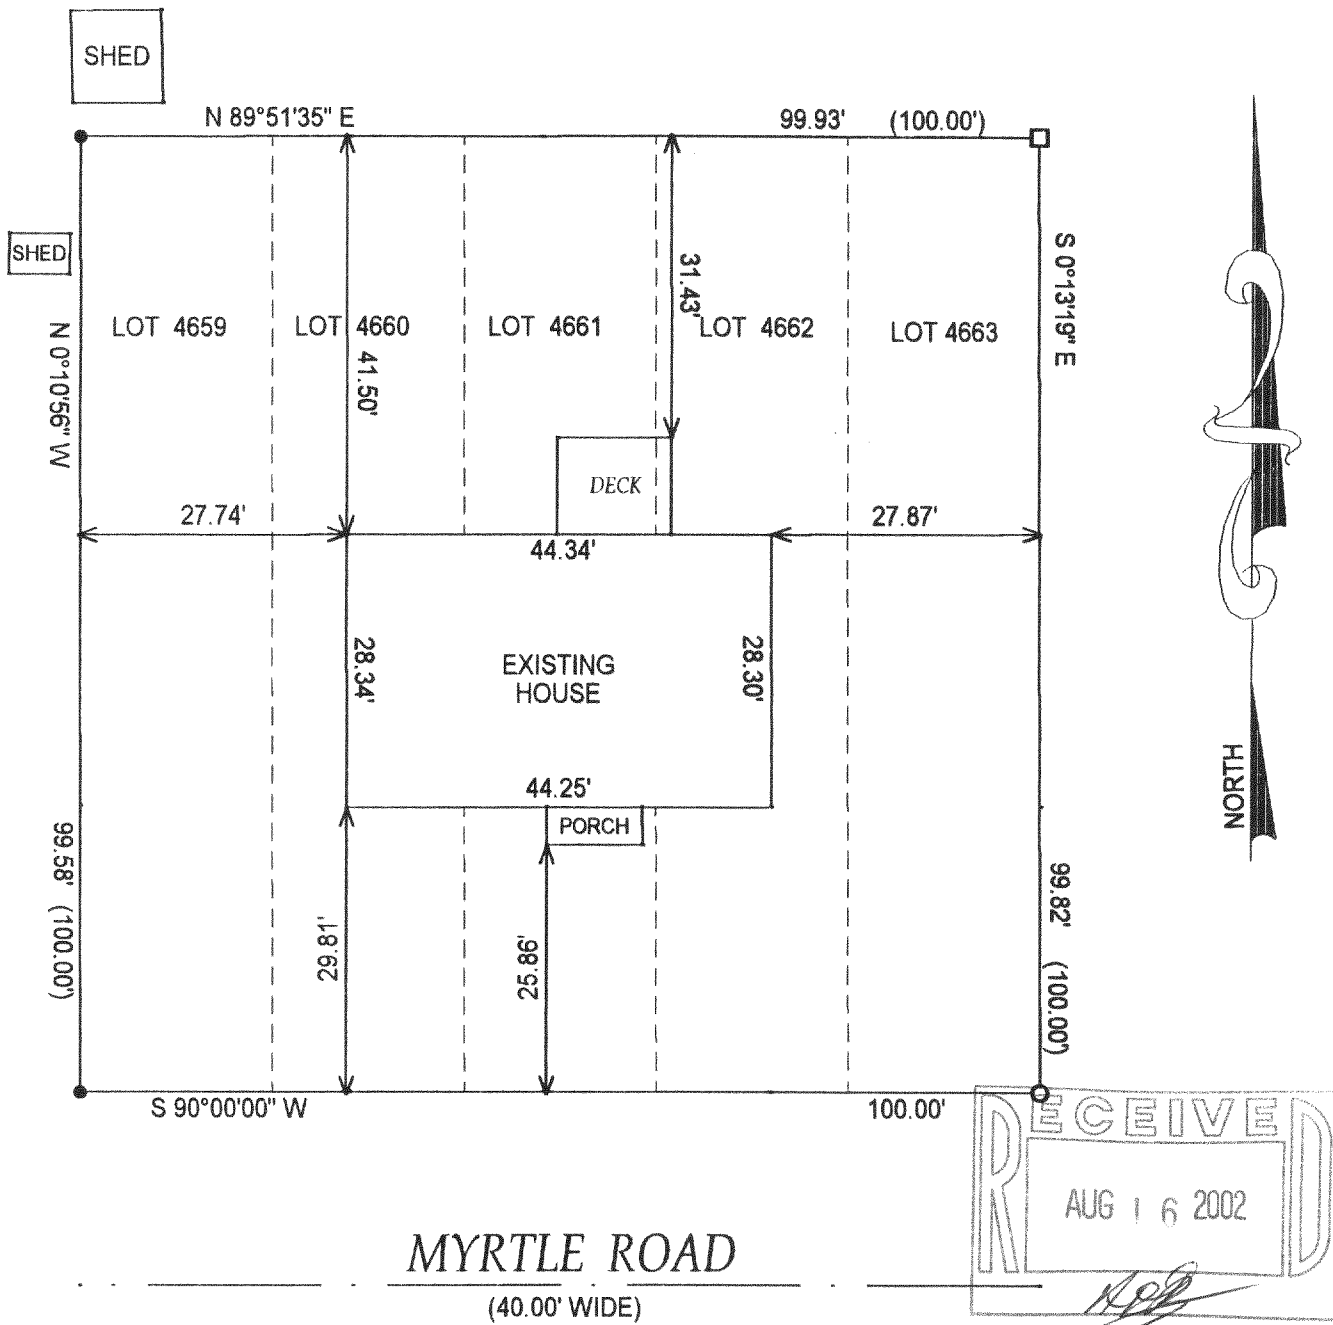 SHED
N 89°51'35" E
99.93' (100.00')
SHED
N 0°10'56" W
S 0°13'19" E
LOT 4659
LOT 4660
LOT 4661
LOT 4662
LOT 4663
31.43'
41.50'
DECK
27.74'
27.87'
44.34'
28.34'
EXISTING
HOUSE
28.30'
44.25'
PORCH
NORTH
99.58' (100.00')
29.81'
25.86'
99.82' (100.00')
S 90°00'00" W
100.00'
RECEIVED
AUG 16 2002
MYRTLE ROAD
(40.00' WIDE)